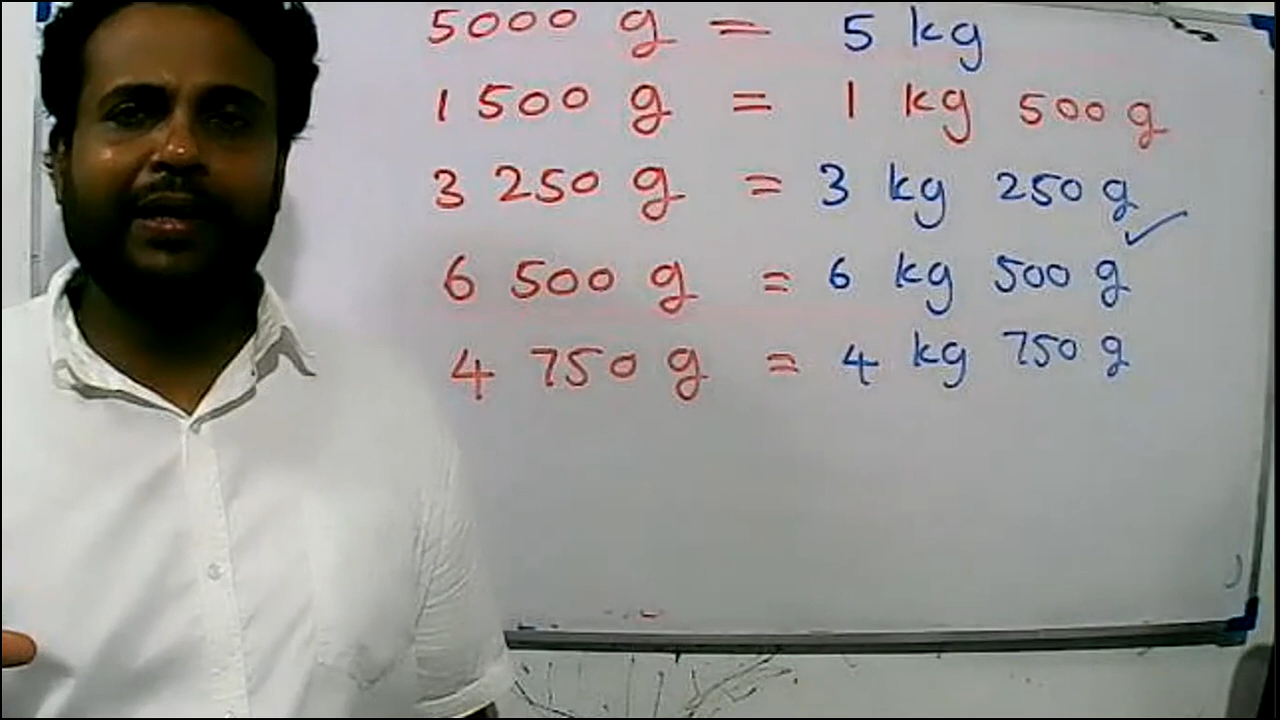 5000 g = 5 kg
1 500 g = 1 kg 500 g
3 250 g = 3 kg 250 g
6 500 g = 6 kg 500 g
4 750 g = 4 kg 750 g